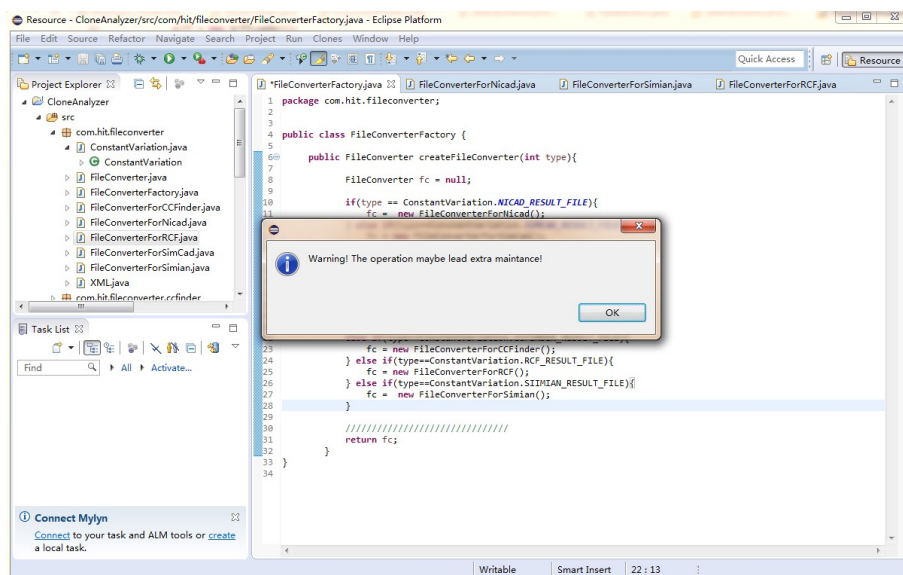 Resource - CloneAnalyzer/src/com/hit/fileconverter/FileConverterFactory.java - Eclipse Platform
File Edit Source Refactor Navigate Search Project Run Clones Window Help
Quick Access
Resource
Project Explorer
CloneAnalyzer
src
com.hit.fileconverter
ConstantVariation.java
ConstantVariation
FileConverter.java
FileConverterFactory.java
FileConverterForCCFinder.java
FileConverterForNicad.java
FileConverterForRCF.java
FileConverterForSimCad.java
FileConverterForSimian.java
XML.java
com.hit.fileconverter.ccfinder
Task List
Find All Activate...
Connect Mylyn
Connect to your task and ALM tools or create
a local task.
*FileConverterFactory.java FileConverterForNicad.java FileConverterForSimian.java FileConverterForRCF.java
1 package com.hit.fileconverter;
2
3
4 public class FileConverterFactory {
5
6 public FileConverter createFileConverter(int type){
7
8 FileConverter fc = null;
9
10 if(type == ConstantVariation.NICAD_RESULT_FILE){
11 fc = new FileConverterForNicad();
Warning! The operation maybe lead extra maintance!
OK
23 fc = new FileConverterForCCFinder();
24 } else if(type==ConstantVariation.RCF_RESULT_FILE){
25 fc = new FileConverterForRCF();
26 } else if(type==ConstantVariation.SIIMIAN_RESULT_FILE){
27 fc = new FileConverterForSimian();
28 }
29
30 ///////////////////////////////
31 return fc;
32 }
33 }
34
Writable Smart Insert 22 : 13